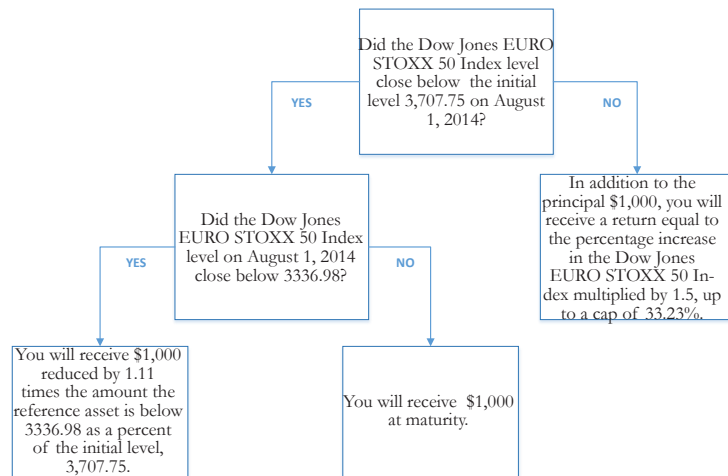 Did the Dow Jones EURO
STOXX 50 Index level
close below the initial
level 3,707.75 on August
1, 2014?
YES
NO
Did the Dow Jones
EURO STOXX 50 Index
level on August 1, 2014
close below 3336.98?
In addition to the
principal $1,000, you will
receive a return equal to
the percentage increase
in the Dow Jones
EURO STOXX 50 In-
dex multiplied by 1.5, up
to a cap of 33.23%.
YES
NO
You will receive $1,000
reduced by 1.11
times the amount the
reference asset is below
3336.98 as a percent
of the initial level,
3,707.75.
You will receive $1,000
at maturity.